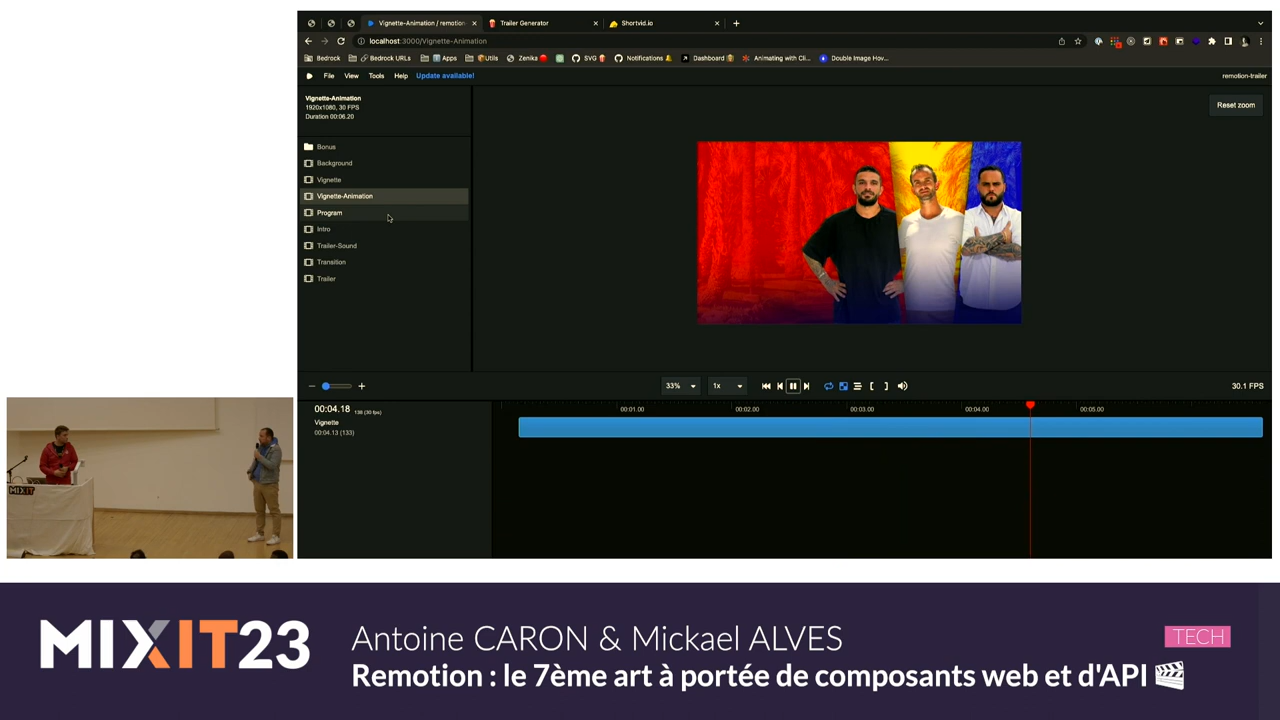 Vignette-Animation / remotion-
Trailer Generator
Shortvid.io
localhost:3000/Vignette-Animation
Bedrock
Bedrock URLs
Apps
Utils
Zenika
SVG
Notifications
Dashboard
Animating with Cli...
Double Image Hov...
File
View
Tools
Help
Update available!
remotion-trailer
Vignette-Animation
1920x1080, 30 FPS
Duration 00:06.20
Reset zoom
Bonus
Background
Vignette
Vignette-Animation
Program
Intro
Trailer-Sound
Transition
Trailer
33%
1x
30.1 FPS
00:04.18
138 (30 fps)
00:01.00
00:02.00
00:03.00
00:04.00
00:05.00
Vignette
00:04.13 (133)
MIXIT
MIXIT23
Antoine CARON & Mickael ALVES
TECH
Remotion : le 7ème art à portée de composants web et d'API